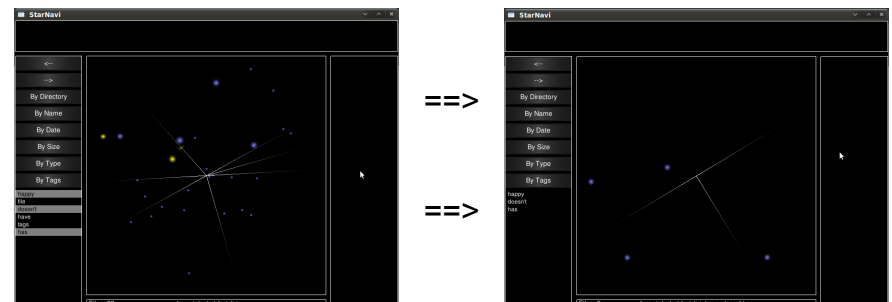 StarNavi
<--
-->
By Directory
By Name
By Date
By Size
By Type
By Tags
happy
file
doesn't
have
tags
has
==>
==>
StarNavi
<--
-->
By Directory
By Name
By Date
By Size
By Type
By Tags
happy
doesn't
has